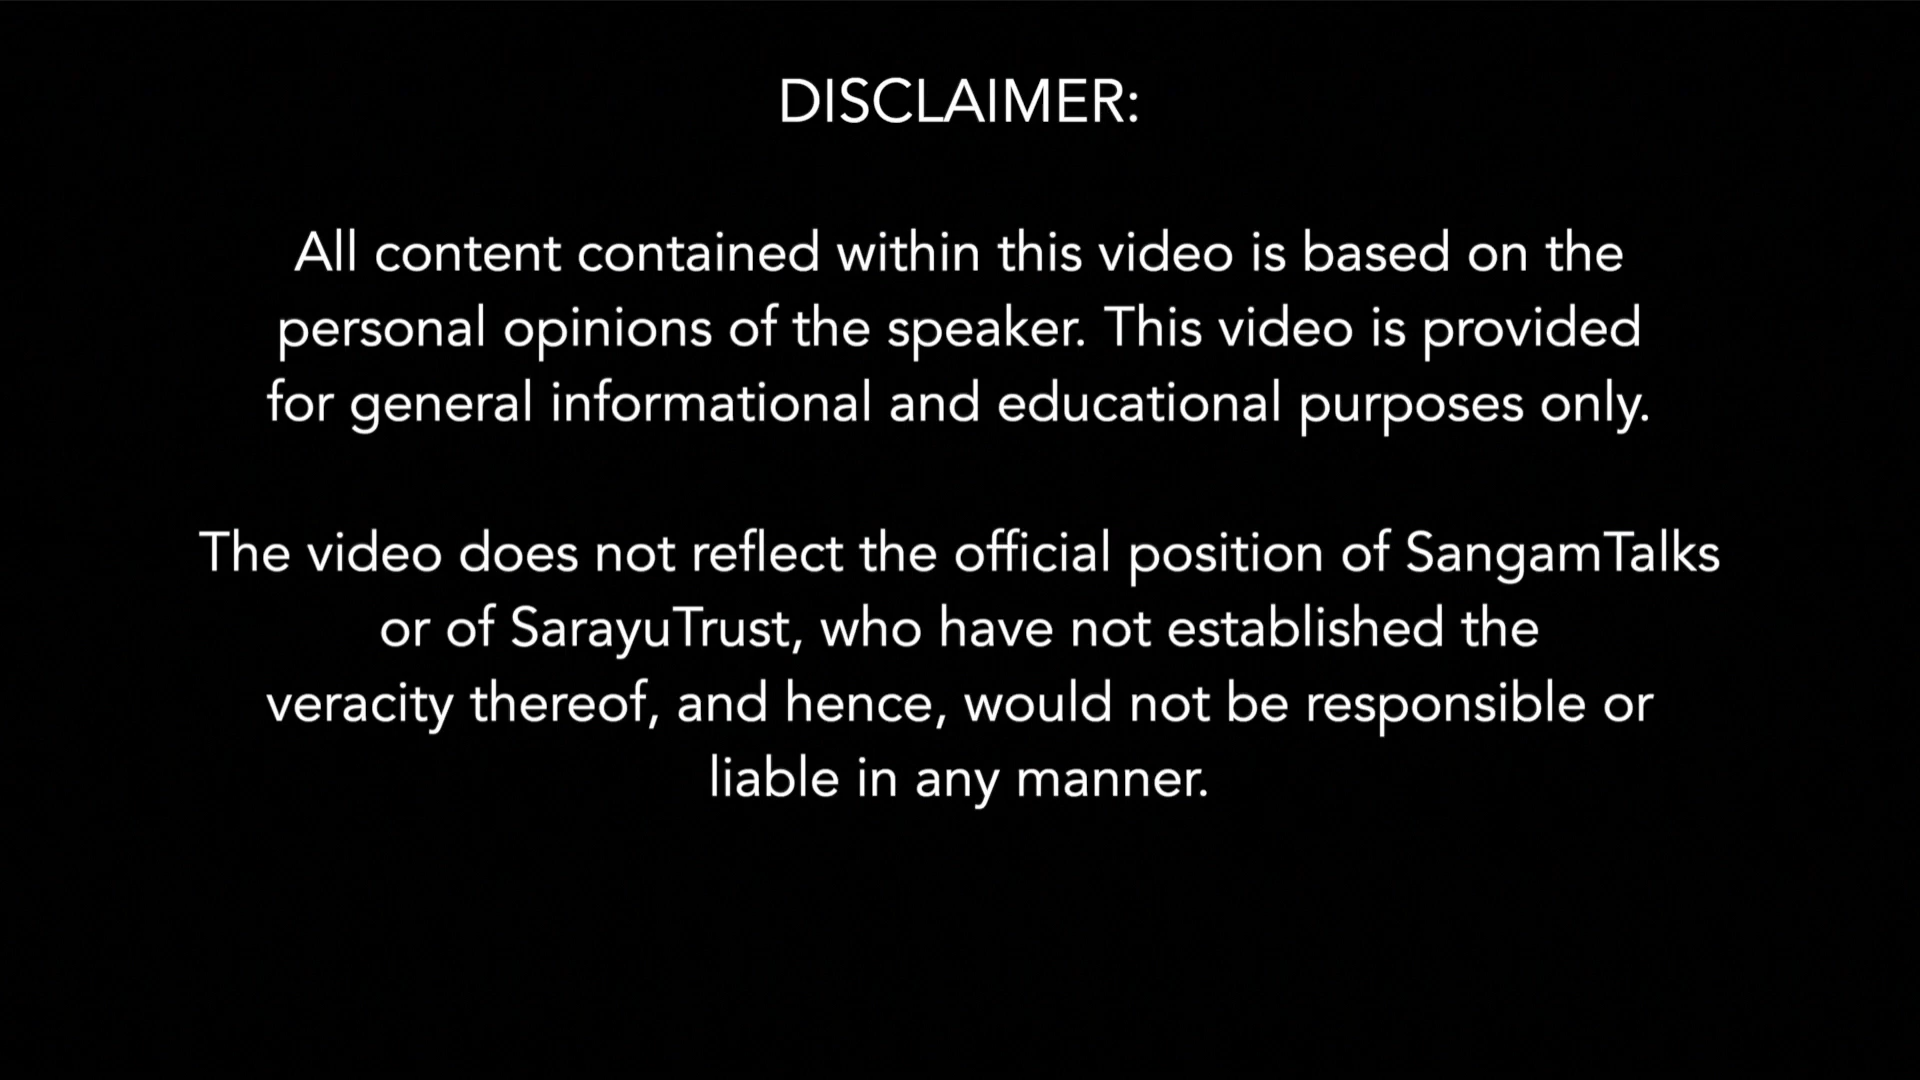 DISCLAIMER:
All content contained within this video is based on the
personal opinions of the speaker. This video is provided
for general informational and educational purposes only.
The video does not reflect the official position of SangamTalks
or of SarayuTrust, who have not established the
veracity thereof, and hence, would not be responsible or
liable in any manner.